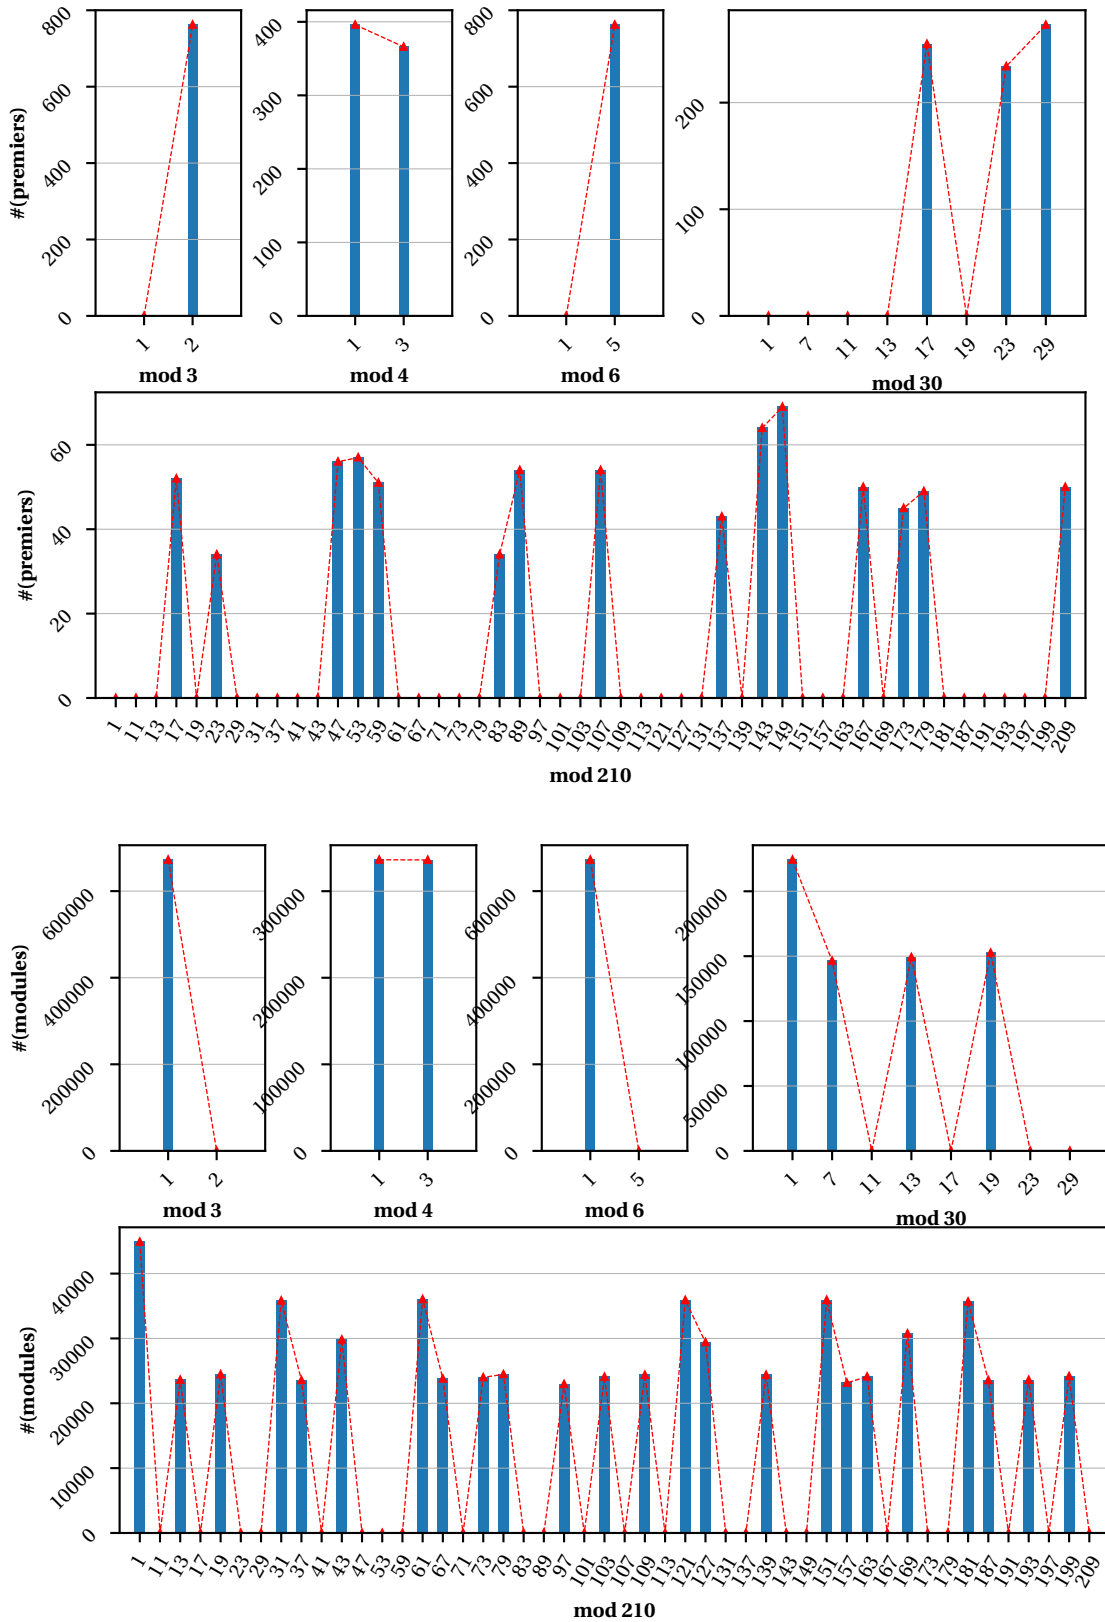 #(premiers)
0 200 400 600 800
1 2
mod 3
0 100 200 300 400
1 3
mod 4
0 200 400 600 800
1 5
mod 6
0 100 200
1 7 11 13 17 19 23 29
mod 30
#(premiers)
0 20 40 60
1 11 13 17 19 23 29 31 37 41 43 47 53 59 61 67 71 73 79 83 89 97 101 103 107 109 113 121 127 131 137 139 143 149 151 157 163 167 169 173 179 181 187 191 193 197 199 209
mod 210
#(modules)
0 200000 400000 600000
1 2
mod 3
0 100000 200000 300000
1 3
mod 4
0 200000 400000 600000
1 5
mod 6
0 50000 100000 150000 200000
1 7 11 13 17 19 23 29
mod 30
#(modules)
0 10000 20000 30000 40000
1 11 13 17 19 23 29 31 37 41 43 47 53 59 61 67 71 73 79 83 89 97 101 103 107 109 113 121 127 131 137 139 143 149 151 157 163 167 169 173 179 181 187 191 193 197 199 209
mod 210